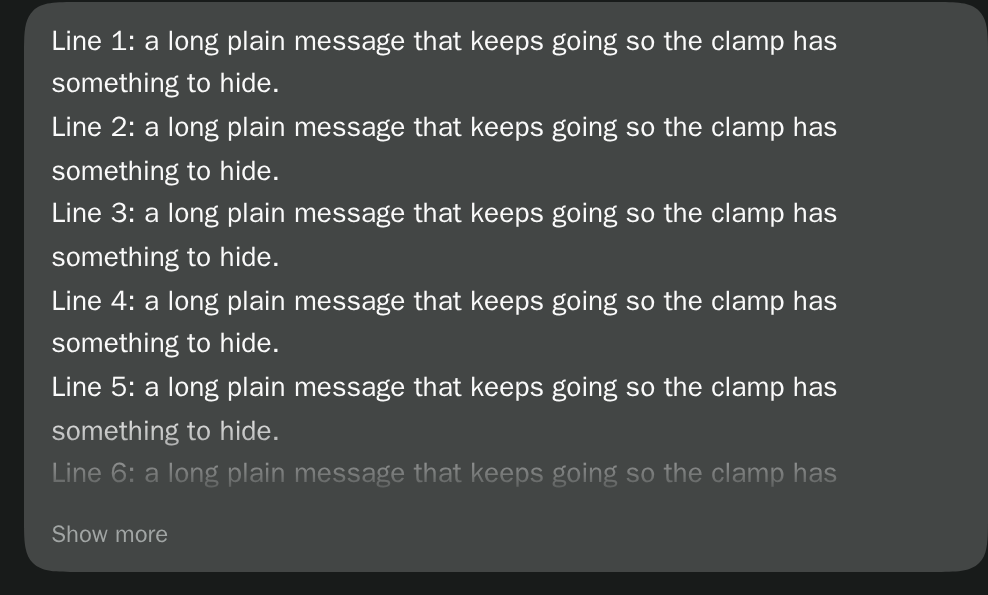 Line 1: a long plain message that keeps going so the clamp has
something to hide.
Line 2: a long plain message that keeps going so the clamp has
something to hide.
Line 3: a long plain message that keeps going so the clamp has
something to hide.
Line 4: a long plain message that keeps going so the clamp has
something to hide.
Line 5: a long plain message that keeps going so the clamp has
something to hide.
Line 6: a long plain message that keeps going so the clamp has
Show more